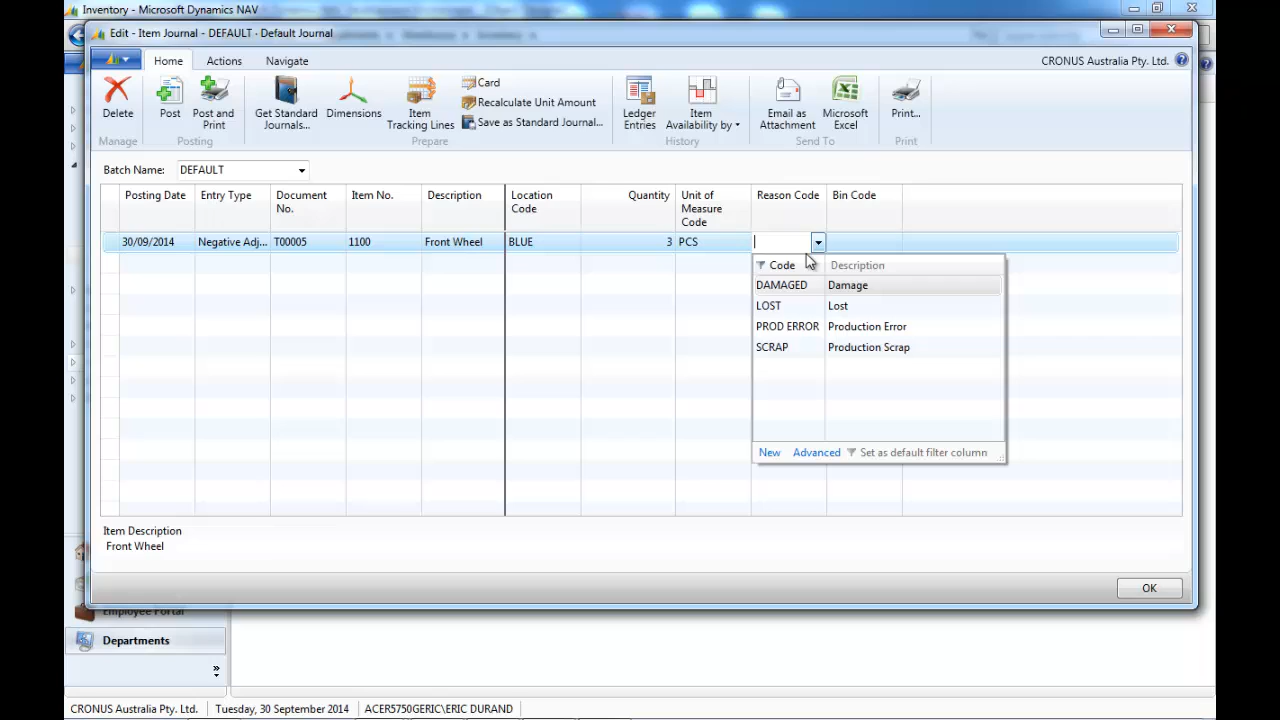 Inventory - Microsoft Dynamics NAV
Edit - Item Journal - DEFAULT · Default Journal
Home Actions Navigate CRONUS Australia Pty. Ltd.
Delete
Post
Post and Print
Get Standard Journals...
Dimensions
Item Tracking Lines
Card
Recalculate Unit Amount
Save as Standard Journal...
Ledger Entries
Item Availability by
Email as Attachment
Microsoft Excel
Print...
Manage Posting Prepare History Send To Print
Batch Name: DEFAULT
Posting Date Entry Type Document No. Item No. Description Location Code Quantity Unit of Measure Code Reason Code Bin Code
30/09/2014 Negative Adj... T00005 1100 Front Wheel BLUE 3 PCS
Code Description
DAMAGED Damage
LOST Lost
PROD ERROR Production Error
SCRAP Production Scrap
New Advanced Set as default filter column
Item Description
Front Wheel
OK
Employee Portal
Departments
CRONUS Australia Pty. Ltd. Tuesday, 30 September 2014 ACER5750GERIC\ERIC DURAND